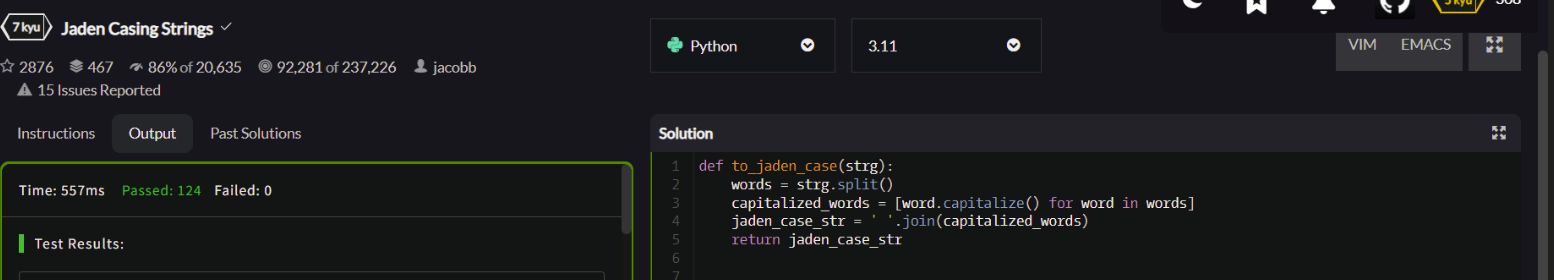 7 kyu Jaden Casing Strings
2876 467 86% of 20,635 92,281 of 237,226 jacobb
15 Issues Reported
Instructions Output Past Solutions
Time: 557ms Passed: 124 Failed: 0
Test Results:
Python 3.11
VIM EMACS
Solution
1 def to_jaden_case(strg):
2 words = strg.split()
3 capitalized_words = [word.capitalize() for word in words]
4 jaden_case_str = ' '.join(capitalized_words)
5 return jaden_case_str
6
7